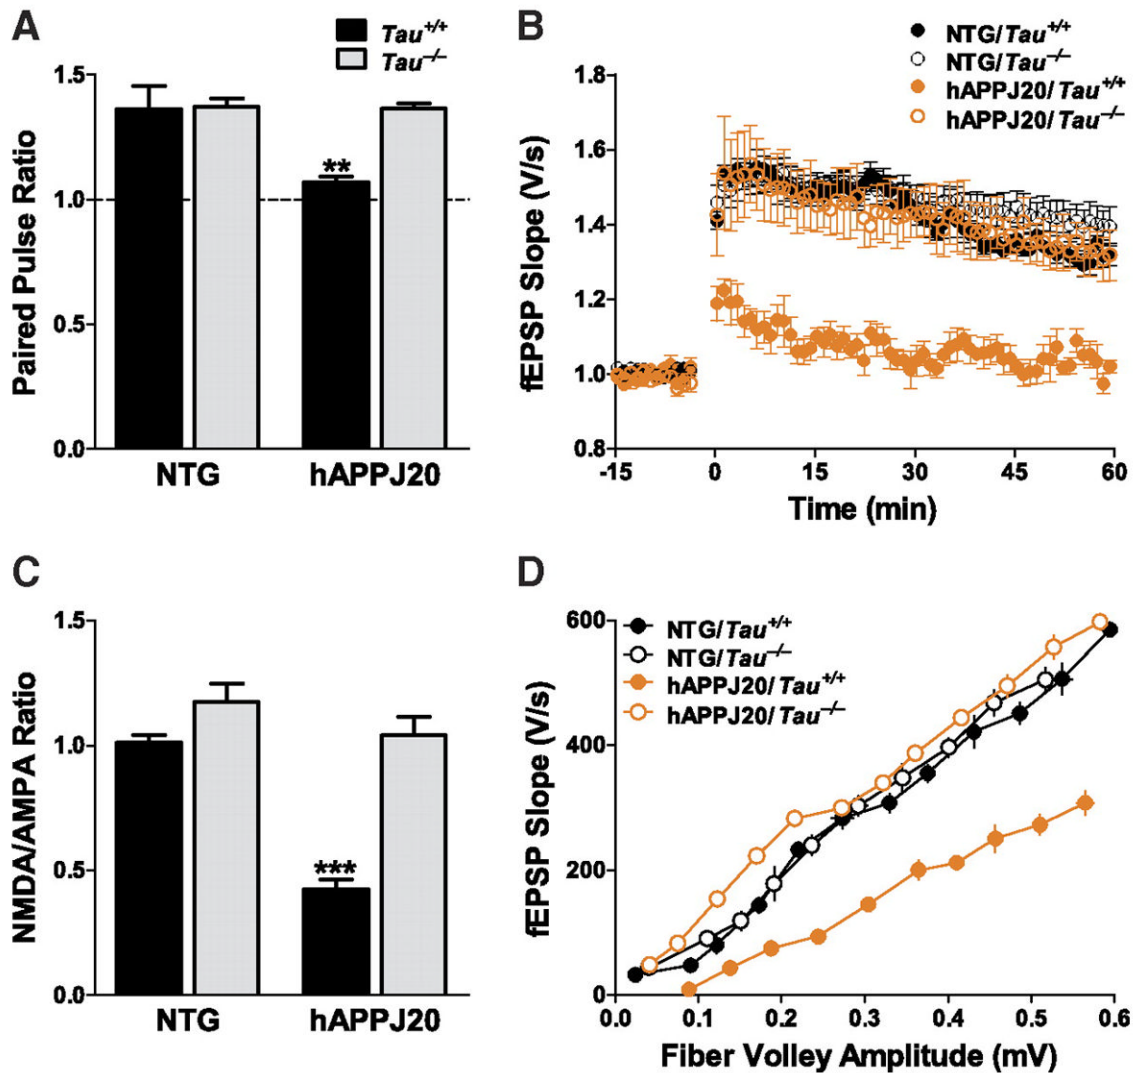 A
Tau+/+
Tau–/–
1.5
1.0
0.5
0.0
Paired Pulse Ratio
**
NTG
hAPPJ20
B
NTG/Tau+/+
NTG/Tau–/–
hAPPJ20/Tau+/+
hAPPJ20/Tau–/–
1.8
1.6
1.4
1.2
1.0
0.8
fEPSP Slope (V/s)
-15 0 15 30 45 60
Time (min)
C
1.5
1.0
0.5
0.0
NMDA/AMPA Ratio
***
NTG
hAPPJ20
D
NTG/Tau+/+
NTG/Tau–/–
hAPPJ20/Tau+/+
hAPPJ20/Tau–/–
600
400
200
0
fEPSP Slope (V/s)
0.0 0.1 0.2 0.3 0.4 0.5 0.6
Fiber Volley Amplitude (mV)